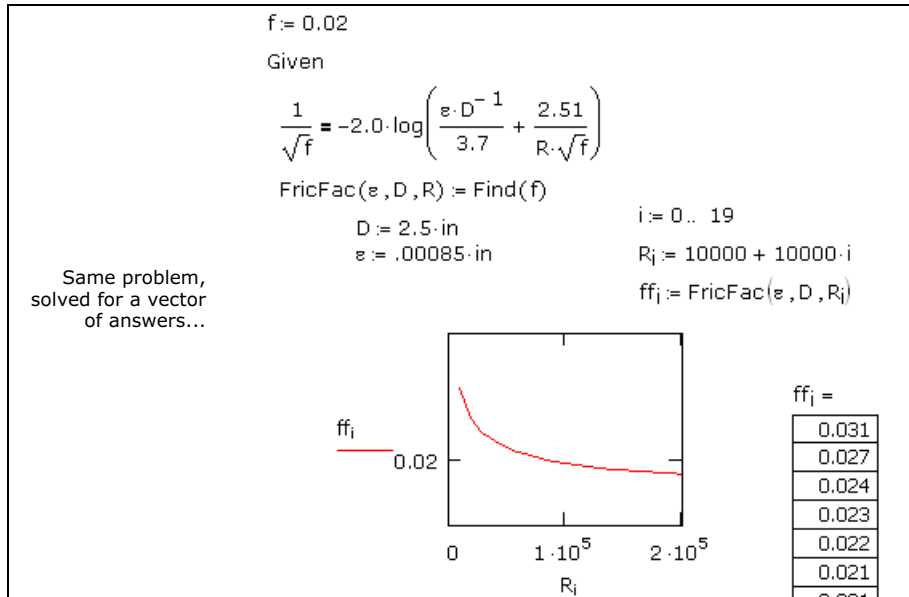 f := 0.02
Given
1/√f = -2.0·log(ε·D^-1/3.7 + 2.51/(R·√f))
FricFac(ε,D,R) := Find(f)
D := 2.5·in
ε := .00085·in
i := 0.. 19
R_i := 10000 + 10000·i
ff_i := FricFac(ε,D,R_i)
Same problem,
solved for a vector
of answers...
ff_i
0.02
0
1·10^5
2·10^5
R_i
ff_i =
0.031
0.027
0.024
0.023
0.022
0.021